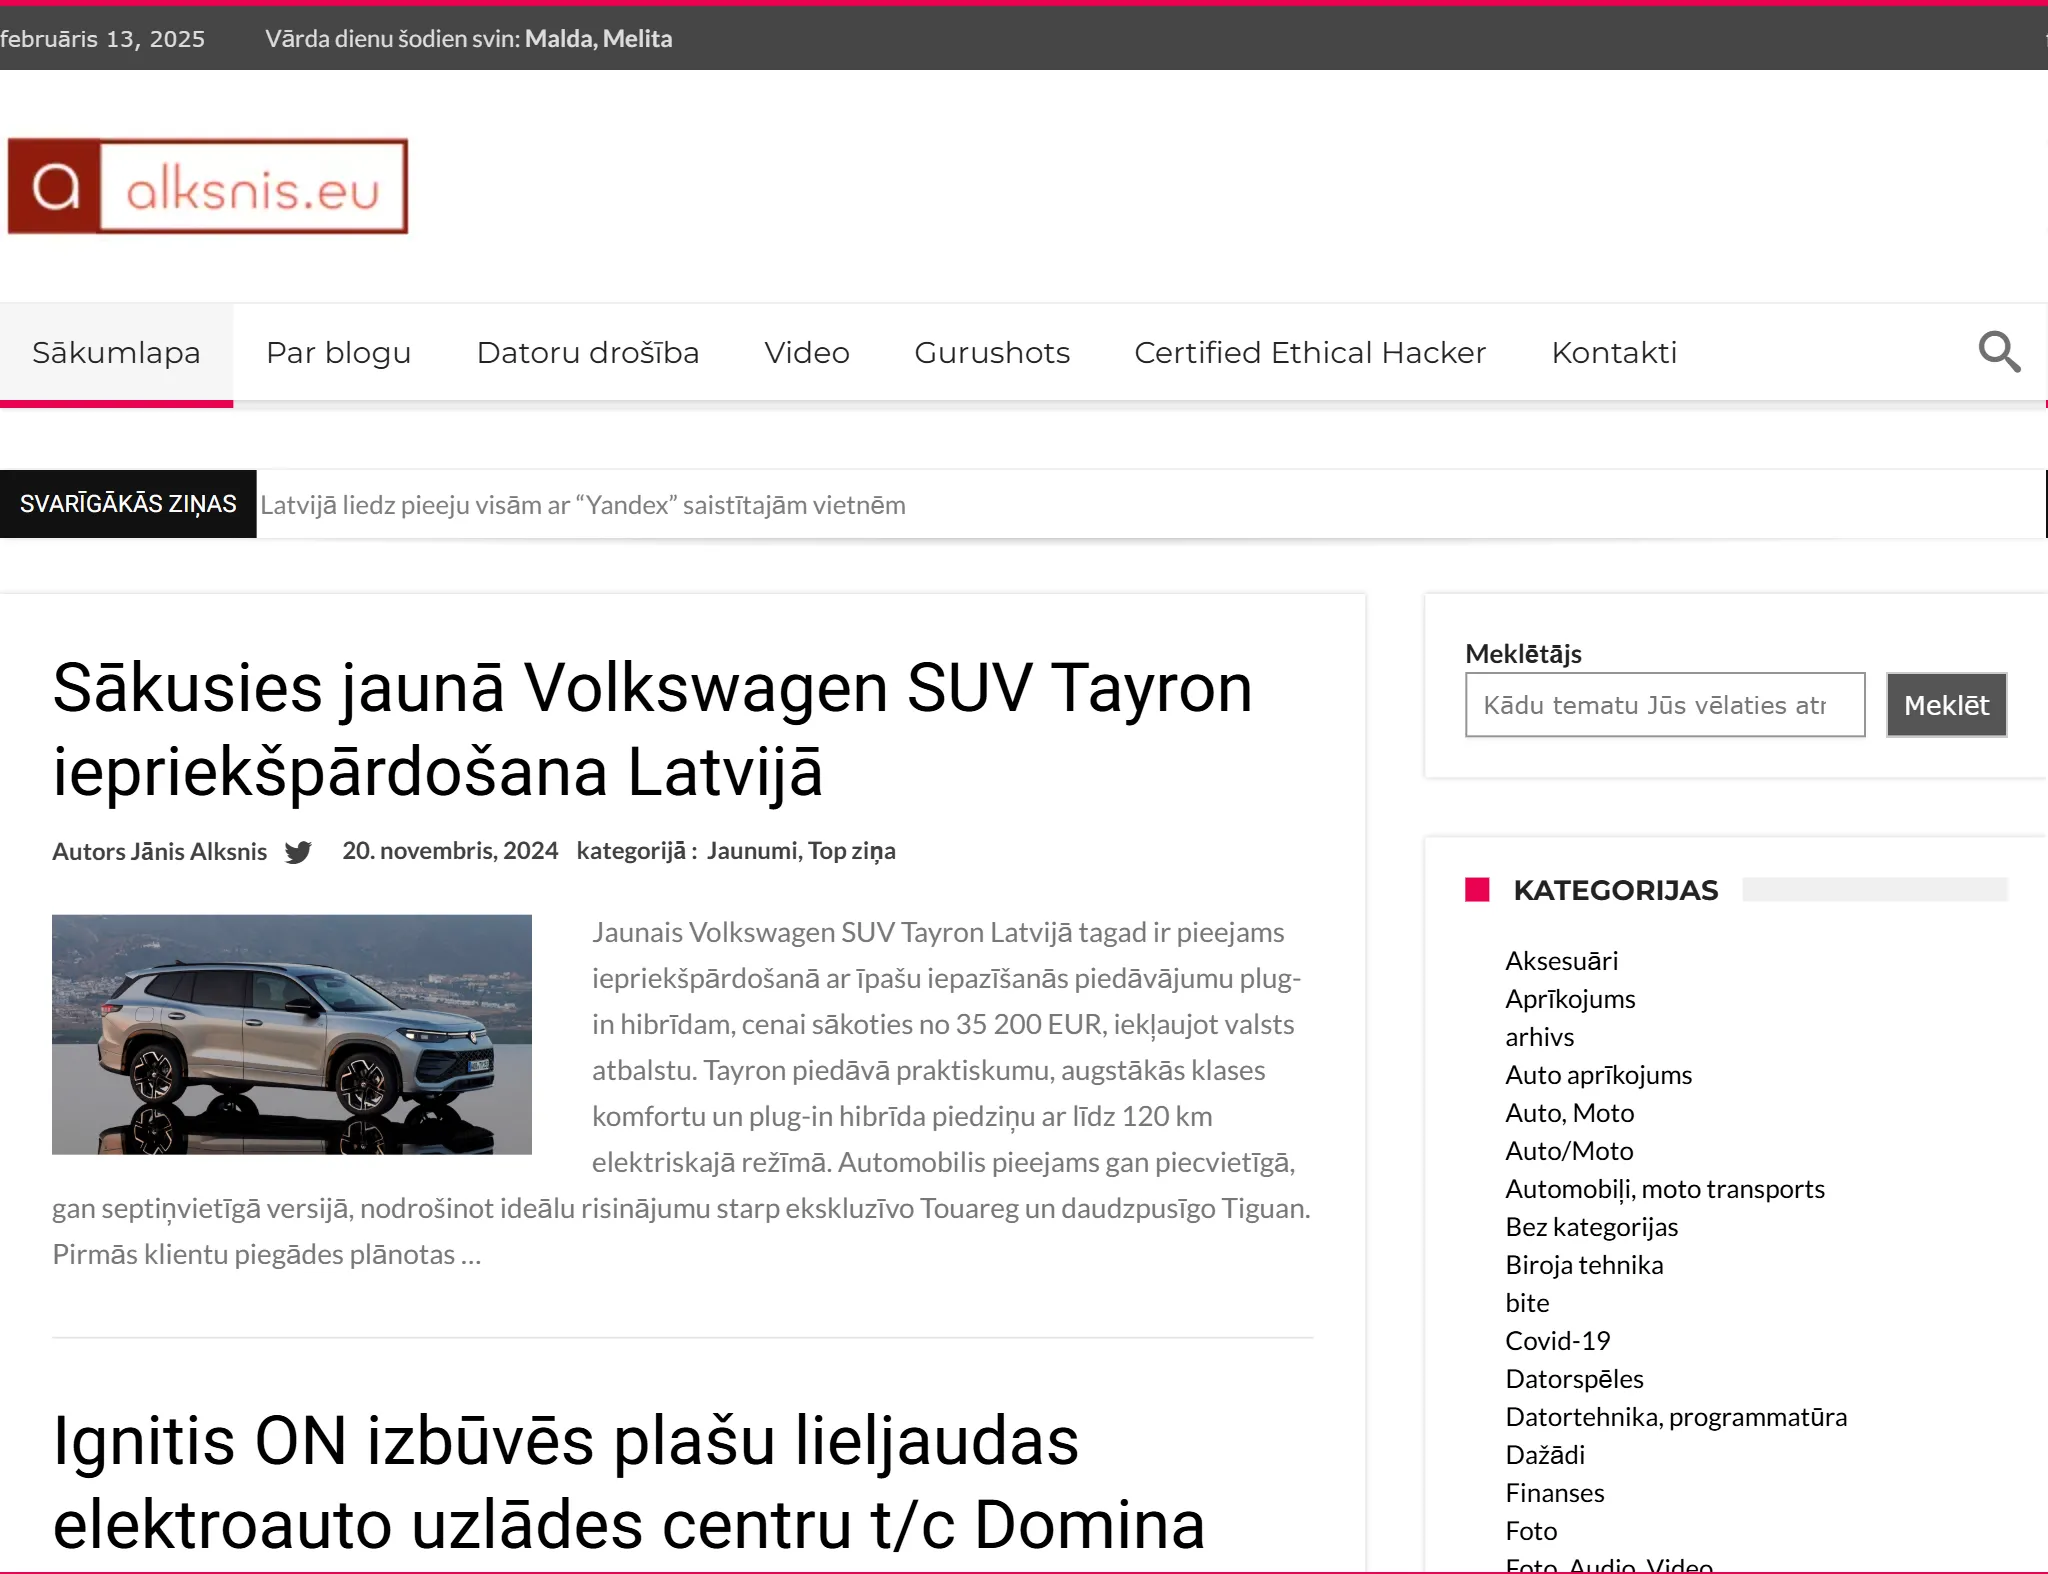 februāris 13, 2025
Vārda dienu šodien svin: Malda, Melita
a alksnis.eu
Sākumlapa
Par blogu
Datoru drošība
Video
Gurushots
Certified Ethical Hacker
Kontakti
SVARĪGĀKĀS ZIŅAS
Latvijā liedz pieeju visām ar “Yandex” saistītajām vietnēm
Sākusies jaunā Volkswagen SUV Tayron
iepriekšpārdošana Latvijā
Autors Jānis Alksnis
20. novembris, 2024
kategorijā : Jaunumi, Top ziņa
Jaunais Volkswagen SUV Tayron Latvijā tagad ir pieejams
iepriekšpārdošanā ar īpašu iepazīšanās piedāvājumu plug-
in hibrīdam, cenai sākoties no 35 200 EUR, iekļaujot valsts
atbalstu. Tayron piedāvā praktiskumu, augstākās klases
komfortu un plug-in hibrīda piedziņu ar līdz 120 km
elektriskajā režīmā. Automobilis pieejams gan piecvietīgā,
gan septiņvietīgā versijā, nodrošinot ideālu risinājumu starp ekskluzīvo Touareg un daudzpusīgo Tiguan.
Pirmās klientu piegādes plānotas ...
Ignitis ON izbūvēs plašu lieljaudas
elektroauto uzlādes centru t/c Domina
Meklētājs
Kādu tematu Jūs vēlaties atr
Meklēt
KATEGORIJAS
Aksesuāri
Aprīkojums
arhivs
Auto aprīkojums
Auto, Moto
Auto/Moto
Automobiļi, moto transports
Bez kategorijas
Biroja tehnika
bite
Covid-19
Datorspēles
Datortehnika, programmatūra
Dažādi
Finanses
Foto
Foto, Audio, Video